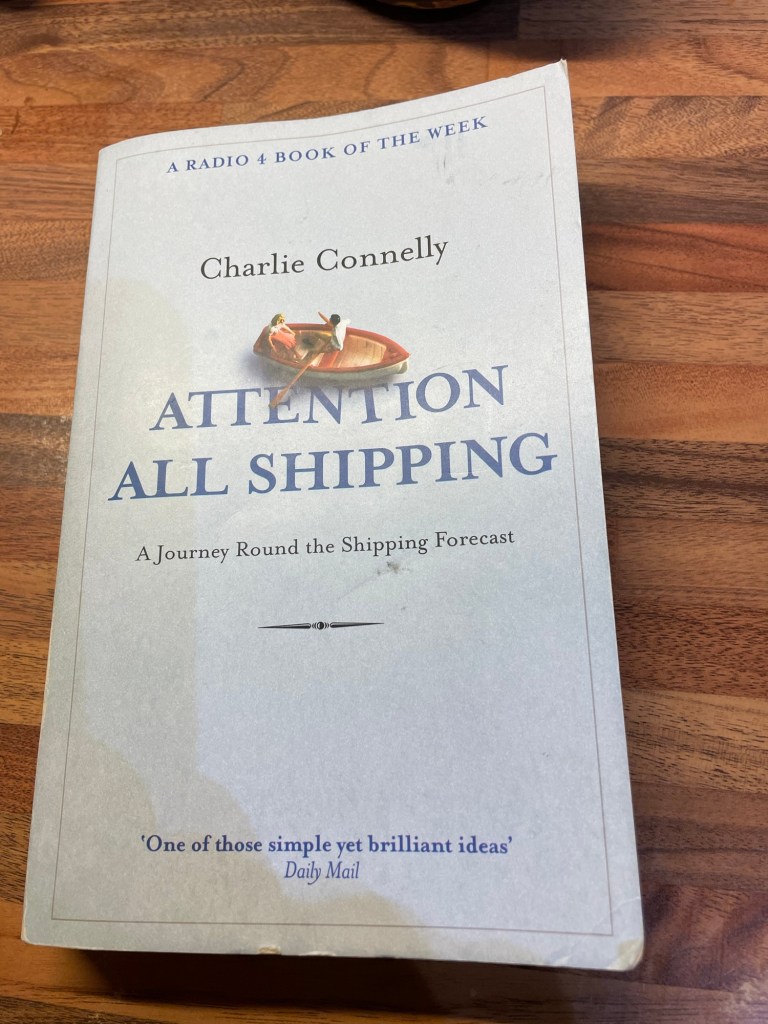 A RADIO 4 BOOK OF THE WEEK
Charlie Connelly
ATTENTION
ALL SHIPPING
A Journey Round the Shipping Forecast
'One of those simple yet brilliant ideas'
Daily Mail